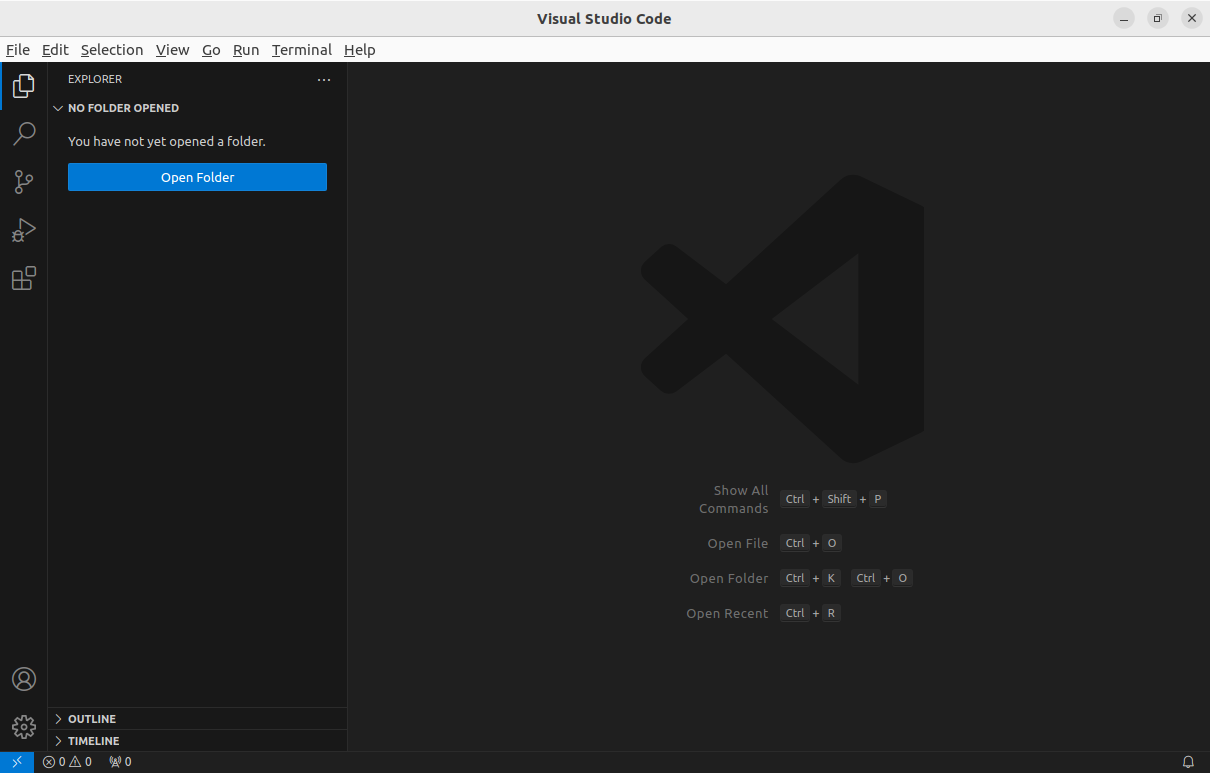 Visual Studio Code
File Edit Selection View Go Run Terminal Help
EXPLORER
NO FOLDER OPENED
You have not yet opened a folder.
Open Folder
Show All
Commands
Ctrl + Shift + P
Open File Ctrl + O
Open Folder Ctrl + K Ctrl + O
Open Recent Ctrl + R
OUTLINE
TIMELINE
0 0 0